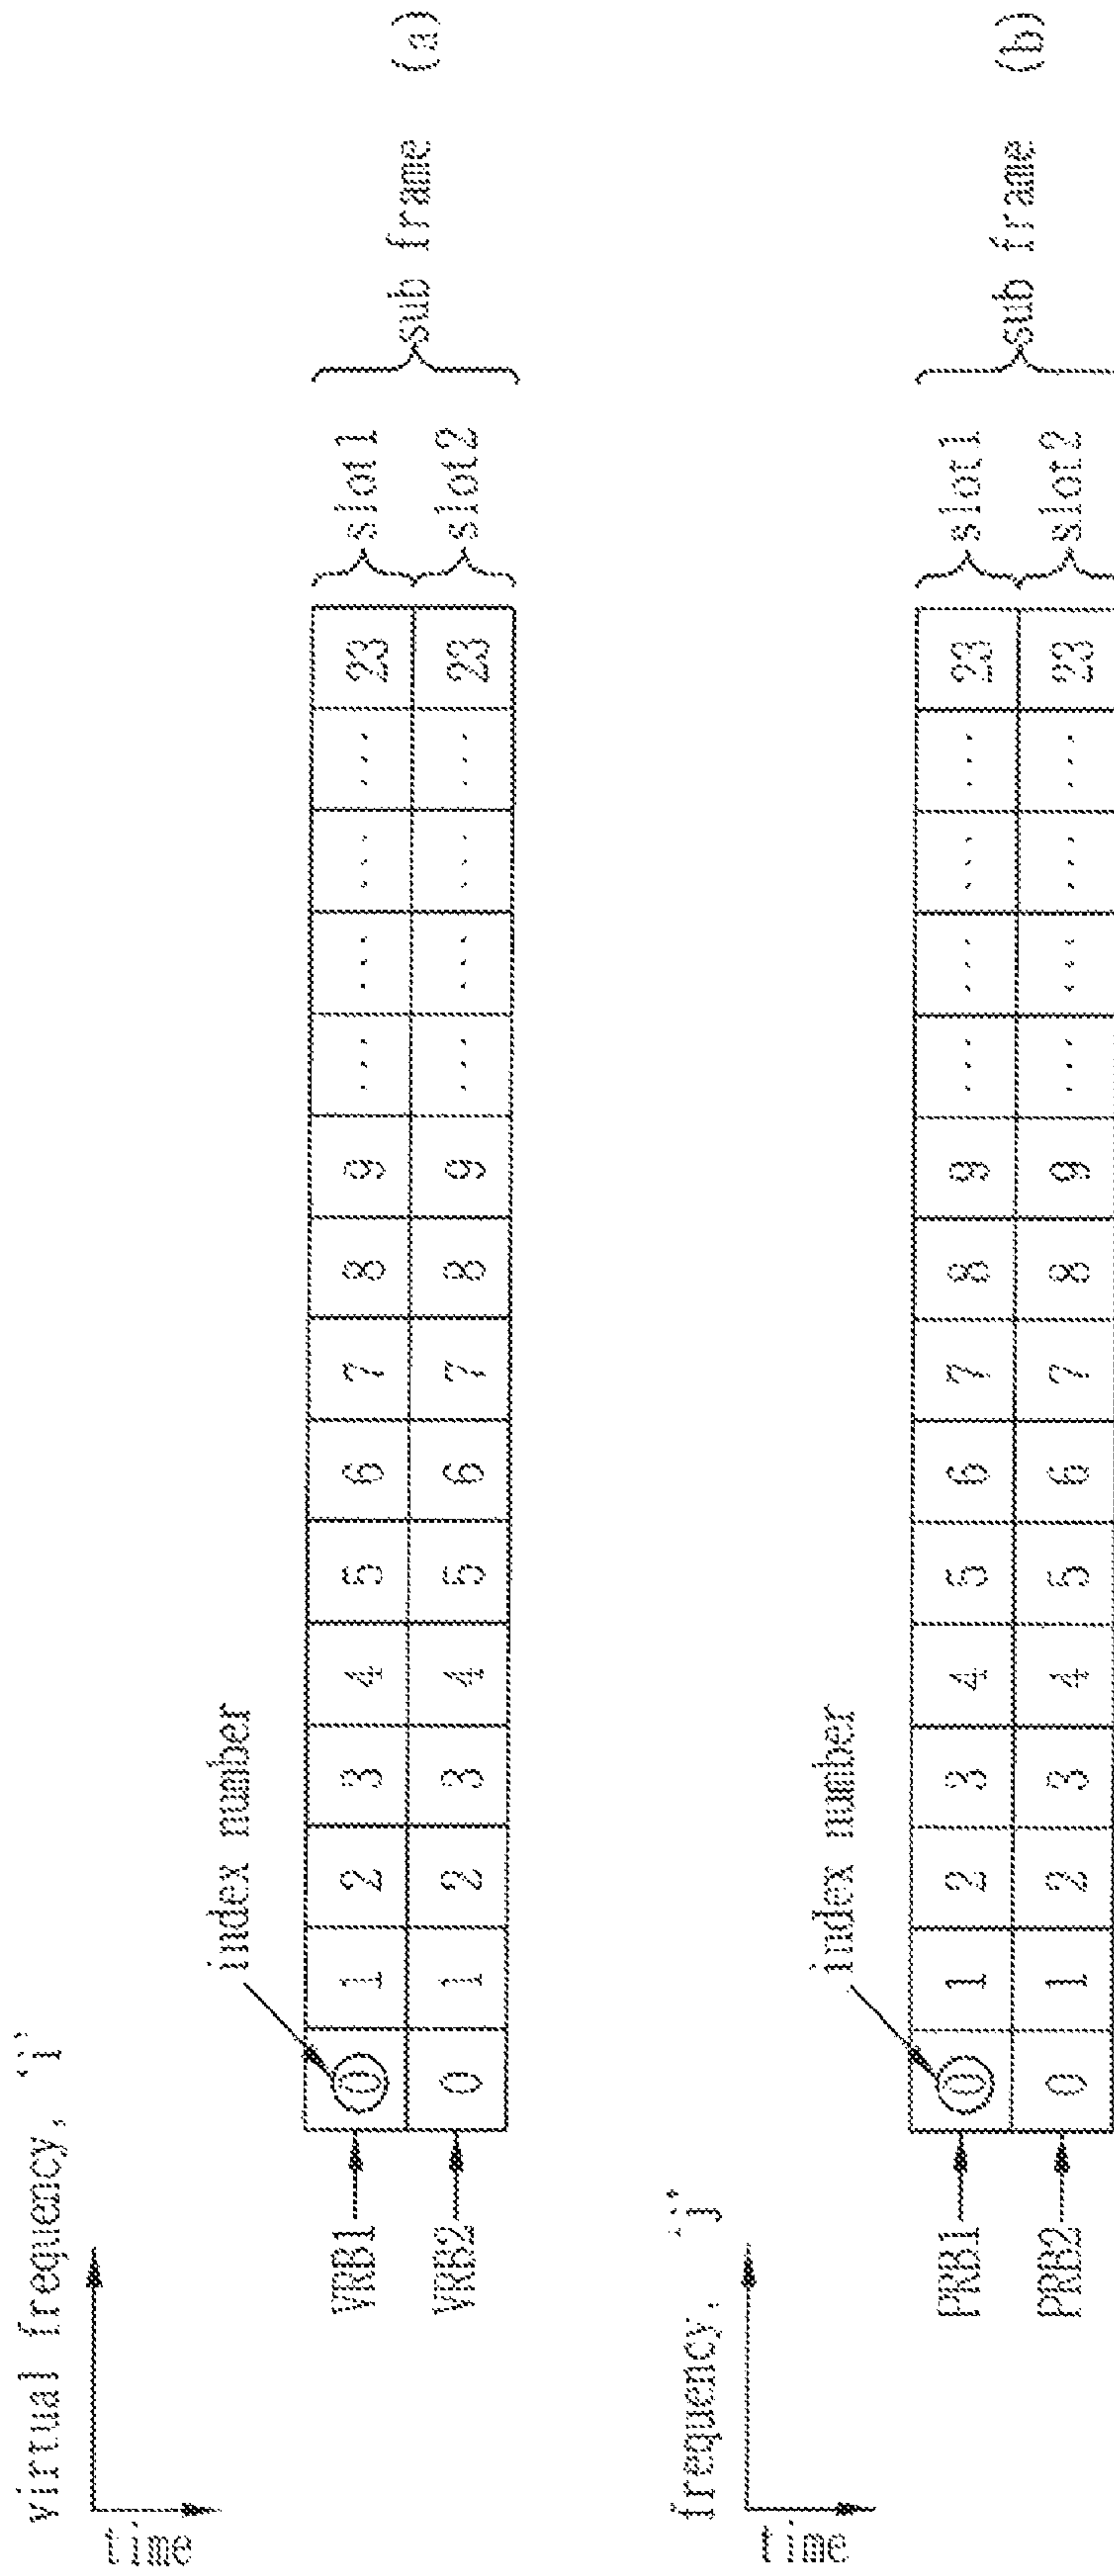 virtual frequency, 'i'
time
index number
VRB1 0 1 2 3 4 5 6 7 8 9 ... ... ... ... 23 slot1
VRB2 0 1 2 3 4 5 6 7 8 9 ... ... ... ... 23 slot2
sub frame (a)
frequency, 'j'
time
index number
PRB1 0 1 2 3 4 5 6 7 8 9 ... ... ... ... 23 slot1
PRB2 0 1 2 3 4 5 6 7 8 9 ... ... ... ... 23 slot2
sub frame (b)